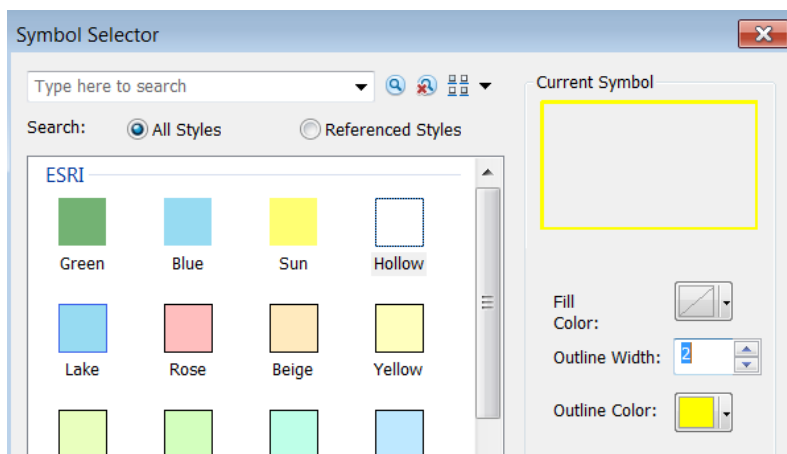 Symbol Selector
Type here to search
Search:
All Styles
Referenced Styles
ESRI
Green
Blue
Sun
Hollow
Lake
Rose
Beige
Yellow
Current Symbol
Fill
Color:
Outline Width:
2
Outline Color: